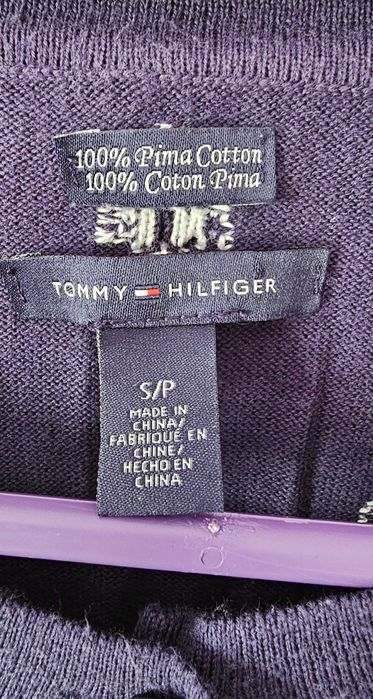 100% Pima Cotton
100% Coton Pima
TOMMY HILFIGER
S/P
MADE IN
CHINA/
FABRIQUÉ EN
CHINE/
HECHO EN
CHINA